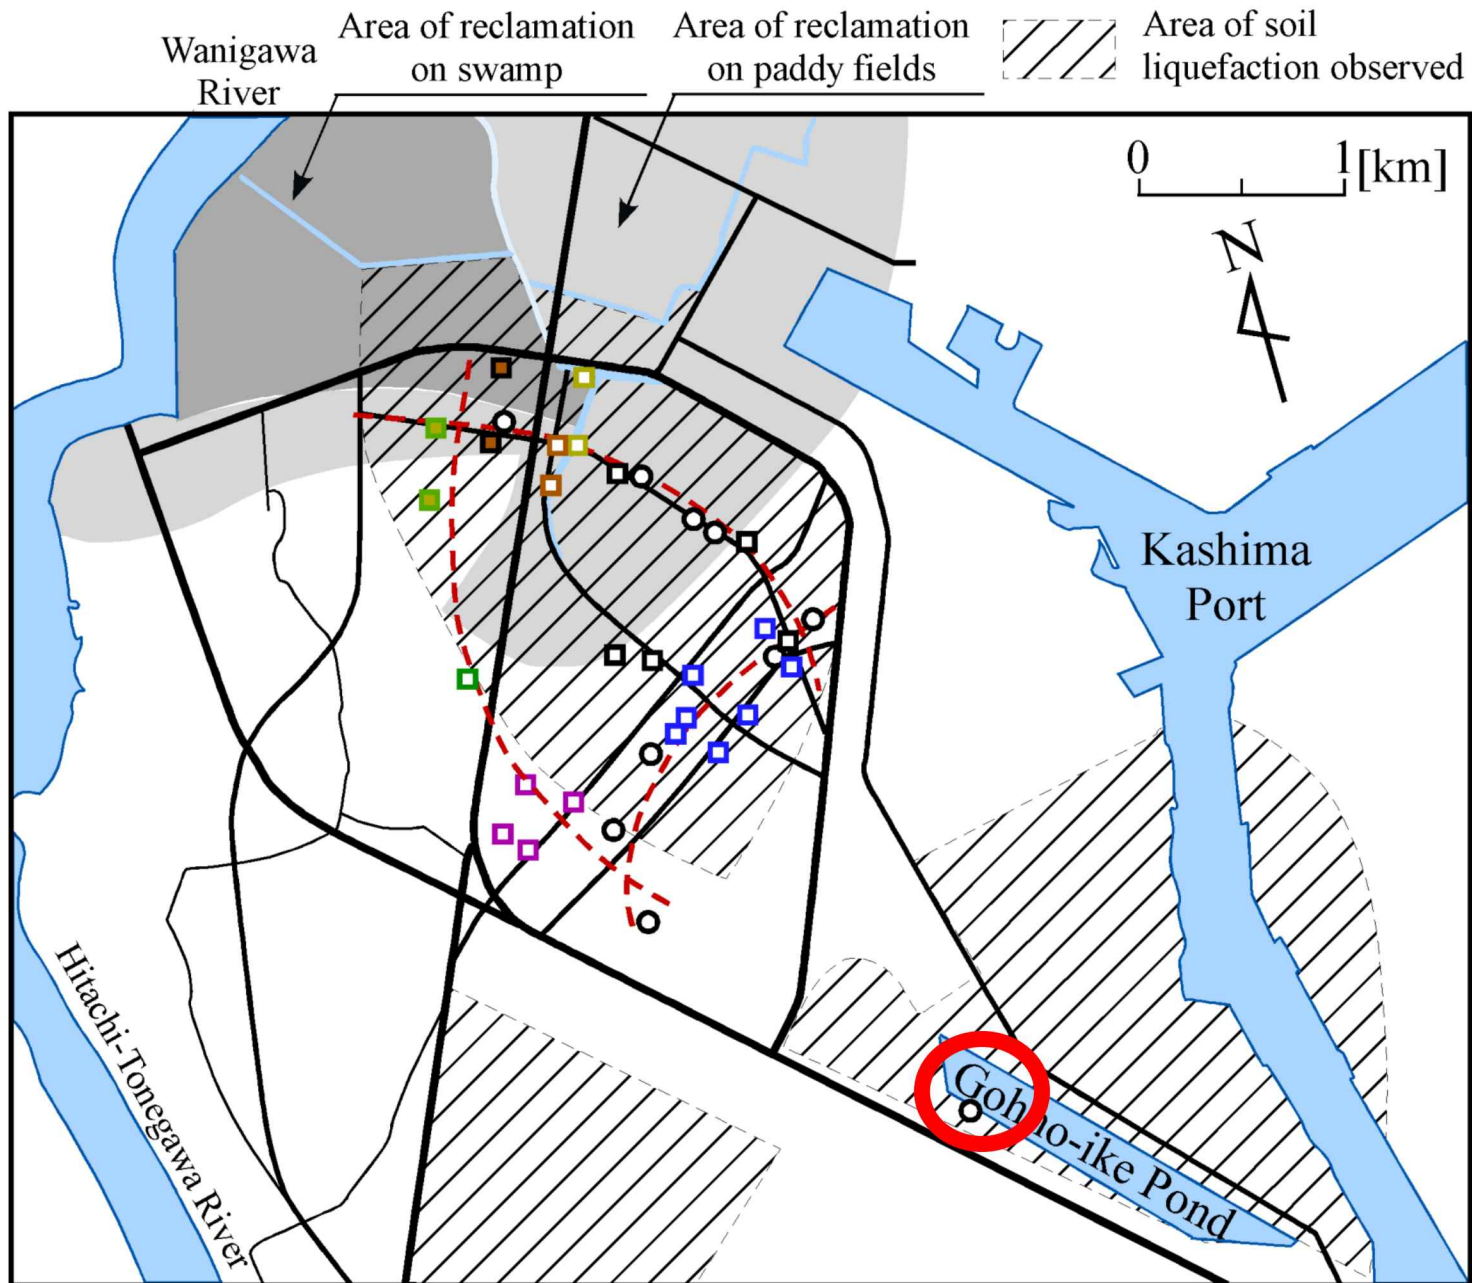 Wanigawa
River
Area of reclamation
on swamp
Area of reclamation
on paddy fields
Area of soil
liquefaction observed
0 1 [km]
N
Kashima
Port
Hitachi-Tonegawa River
Gohno-ike Pond